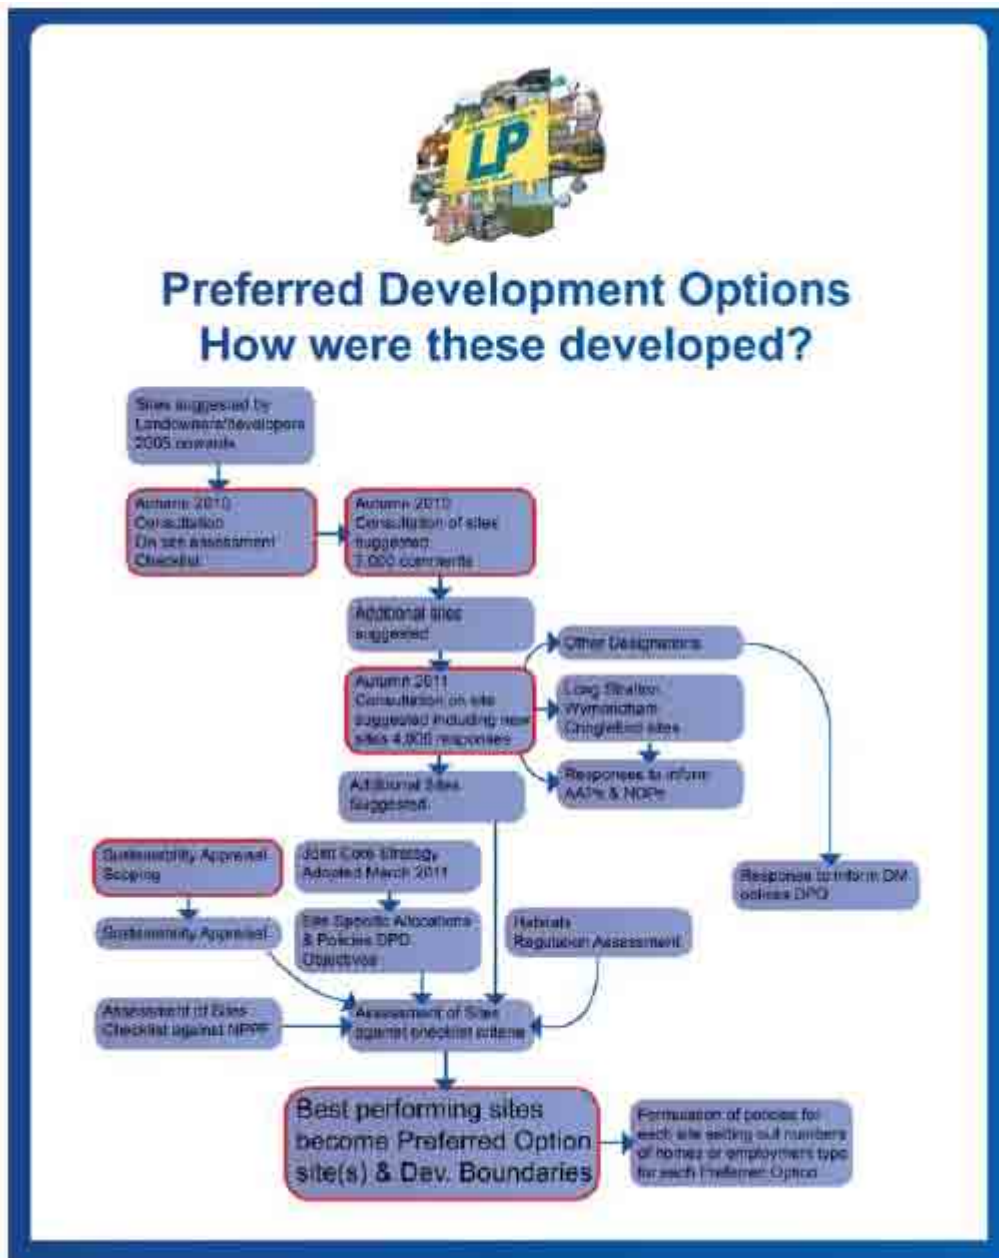 LP
Preferred Development Options
How were these developed?
Sites suggested by
Landowners/developers
2005 onwards
Autumn 2010
Consultation
On site assessment
Checklist
Autumn 2010
Consultation of sites
suggested
7,000 comments
Additional sites
suggested
Autumn 2011
Consultation on site
suggested including new
sites 4,000 responses
Other Designations
Long Stratton
Wymondham
Cringleford sites
Responses to inform
AAPs & NDPs
Additional Sites
Suggested
Response to inform DM
policies DPD
Sustainability Appraisal
Scoping
Joint Core Strategy
Adopted March 2011
Sustainability Appraisal
Site Specific Allocations
& Policies DPD
Objectives
Habitats
Regulation Assessment
Assessment of Sites
Checklist against NPPF
Assessment of Sites
against checklist criteria
Best performing sites
become Preferred Option
site(s) & Dev. Boundaries
Formulation of policies for
each site setting out numbers
of homes or employment type
for each Preferred Option